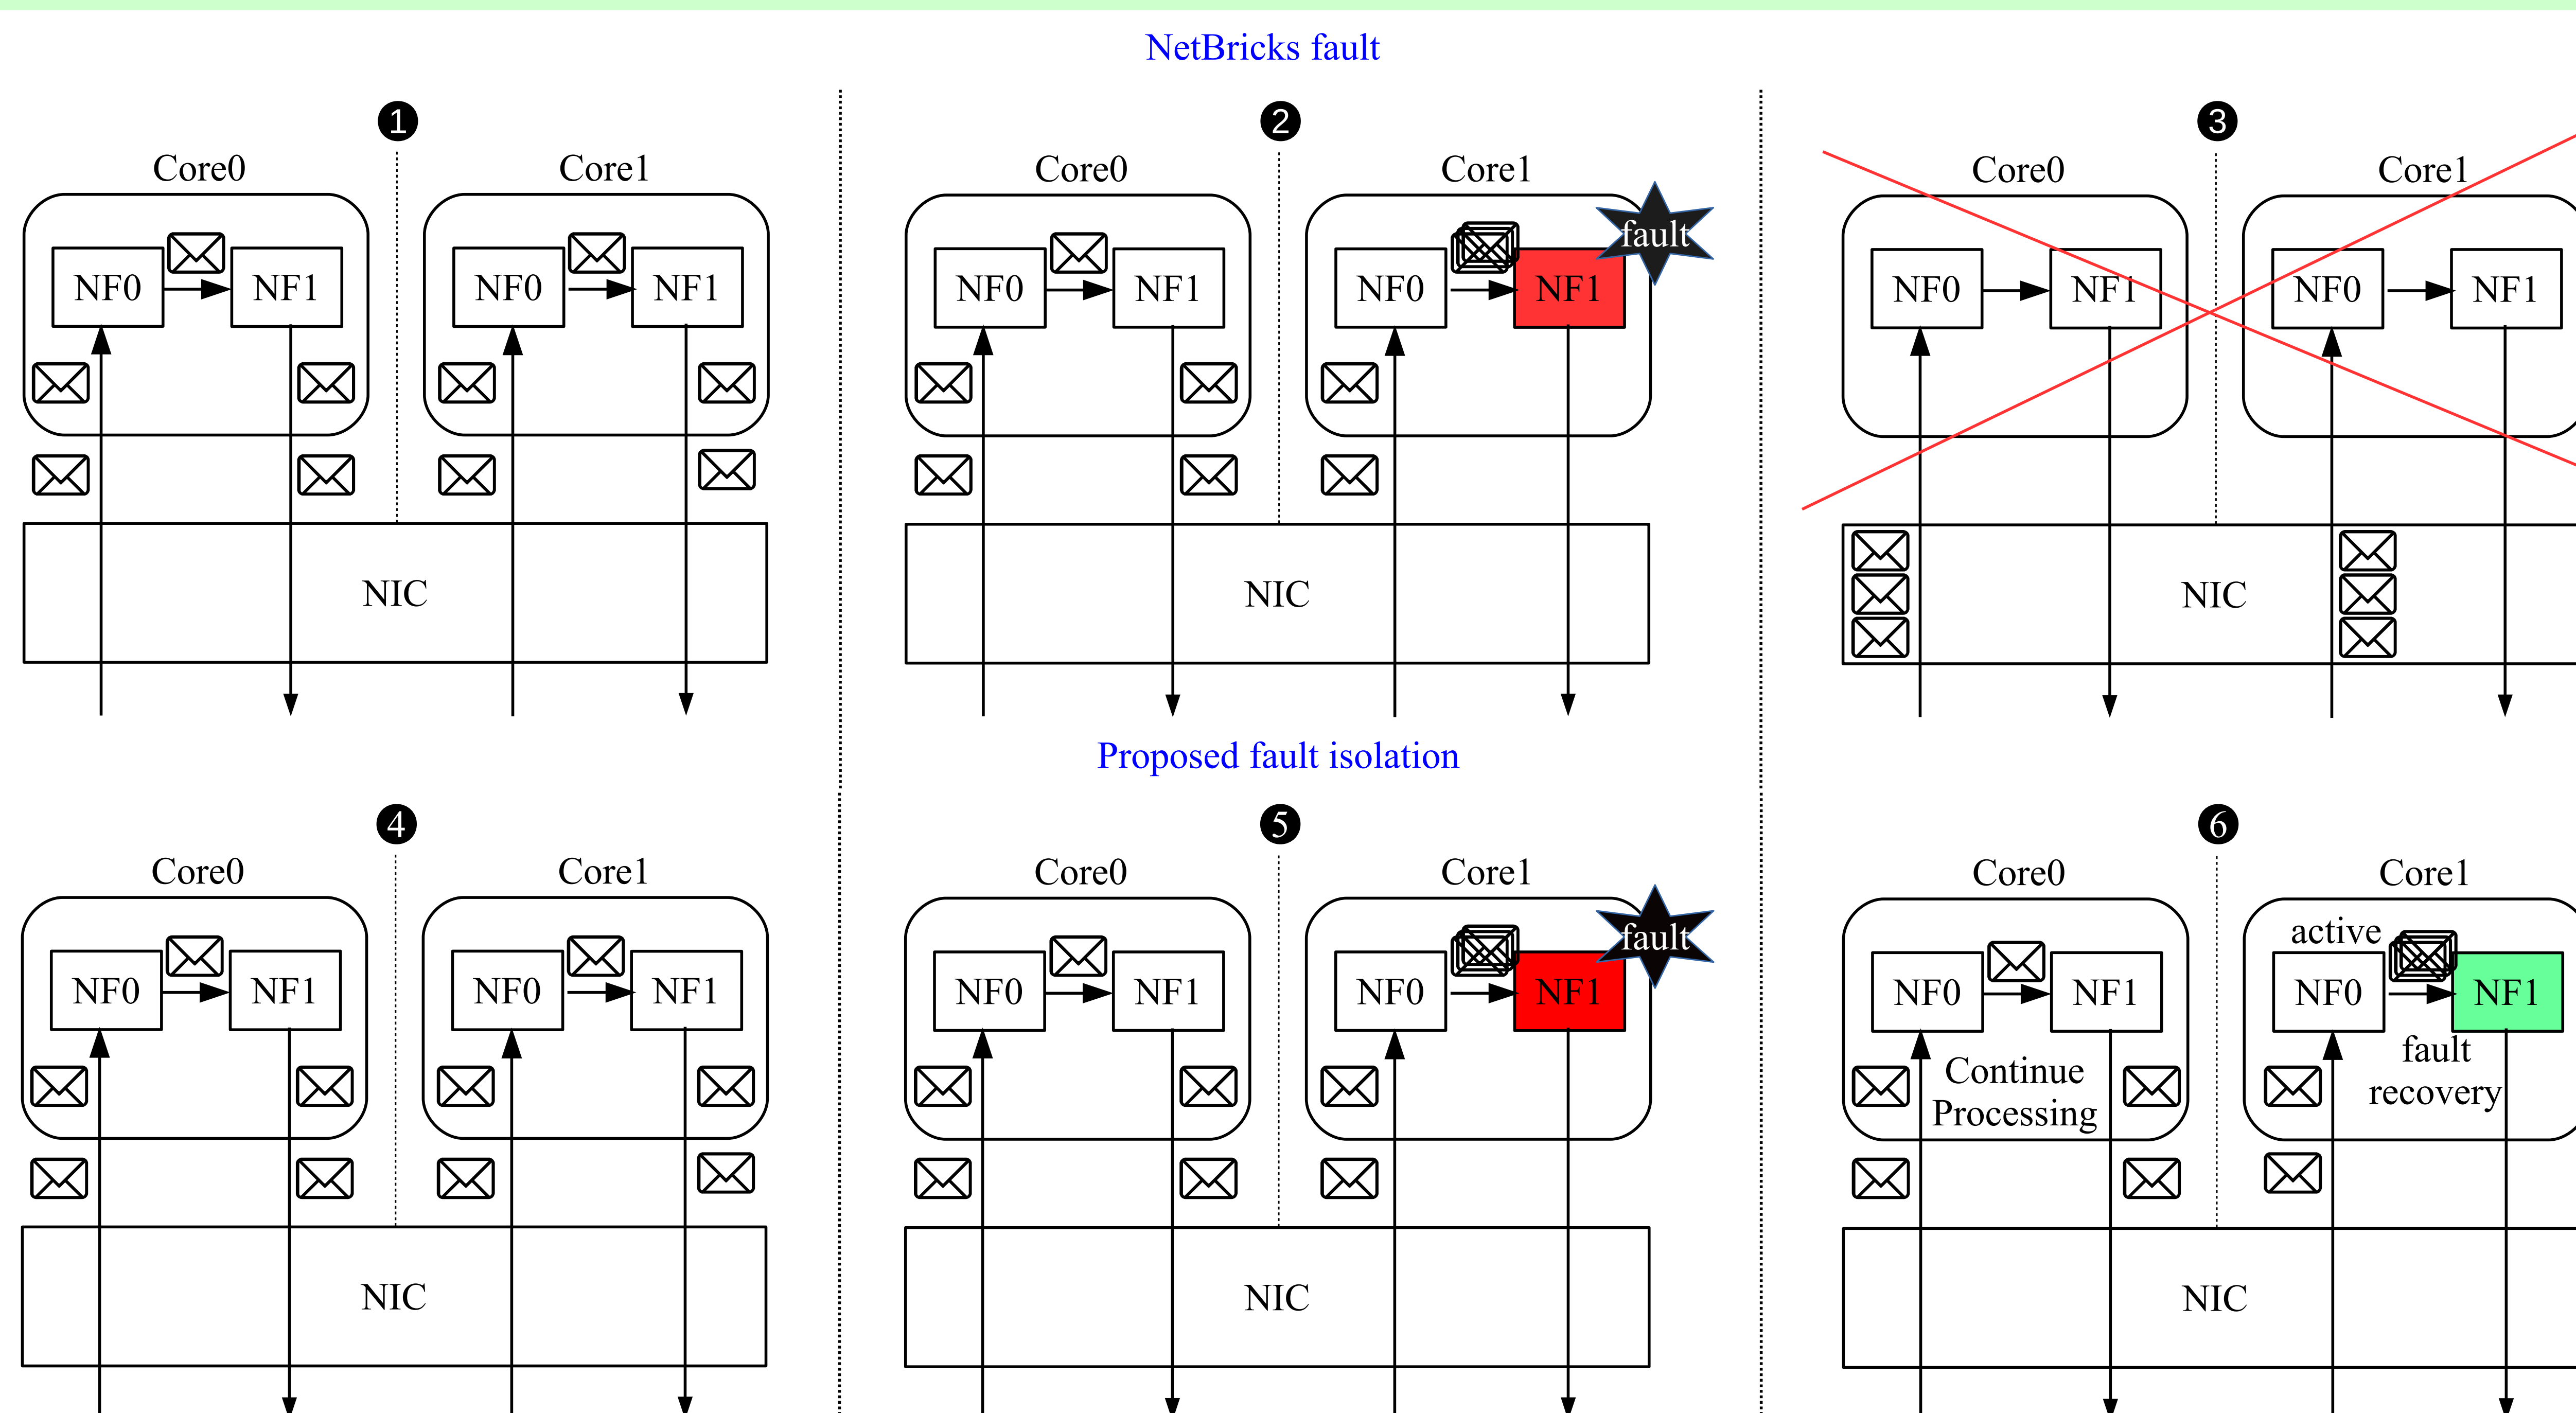 NetBricks fault
1
Core0 Core1
NF0 NF1 NF0 NF1
NIC
2
Core0 Core1
NF0 NF1 NF0 NF1
fault
NIC
3
Core0 Core1
NF0 NF1 NF0 NF1
NIC
Proposed fault isolation
4
Core0 Core1
NF0 NF1 NF0 NF1
NIC
5
Core0 Core1
NF0 NF1 NF0 NF1
fault
NIC
6
Core0 Core1
active
NF0 NF1 NF0 NF1
Continue
Processing
fault
recovery
NIC